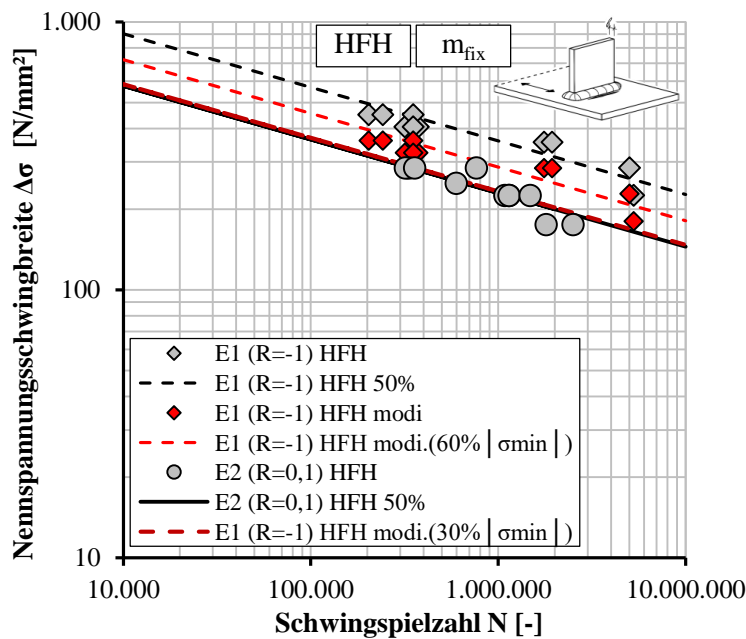 1.000
HFH
m_fix
Nennspannungsschwingbreite Δσ [N/mm²]
100
E1 (R=-1) HFH
E1 (R=-1) HFH 50%
E1 (R=-1) HFH modi
E1 (R=-1) HFH modi.(60%│σmin│)
E2 (R=0,1) HFH
E2 (R=0,1) HFH 50%
E1 (R=-1) HFH modi.(30%│σmin│)
10
10.000
100.000
1.000.000
10.000.000
Schwingspielzahl N [-]